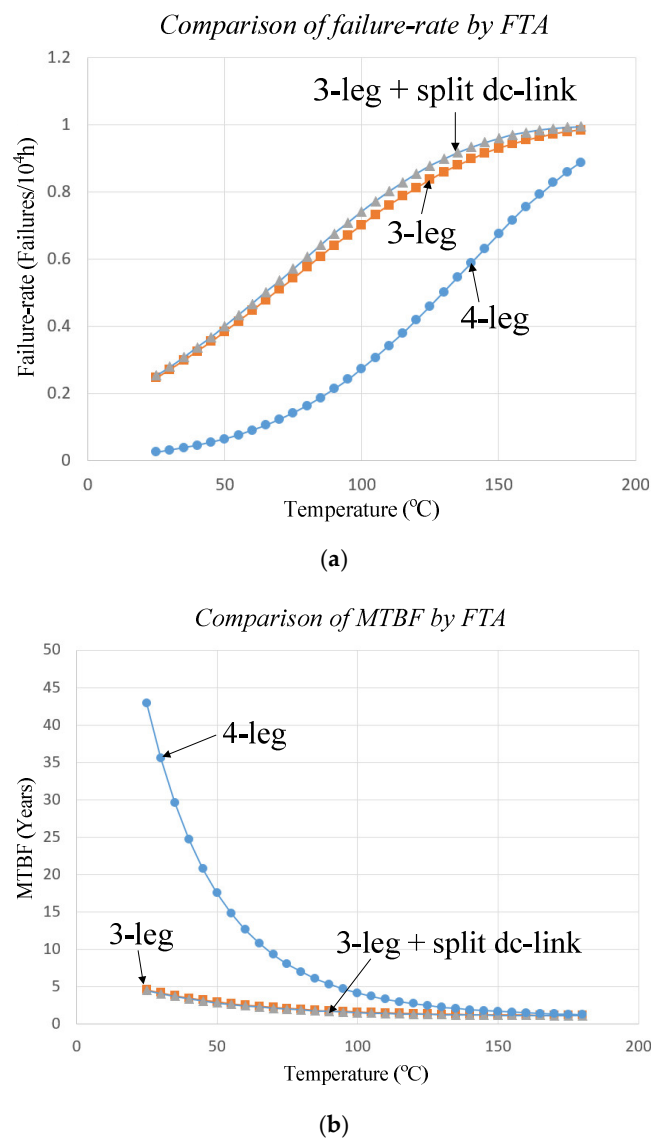 Comparison of failure-rate by FTA
1.2
1
0.8
0.6
0.4
0.2
0
Failure-rate (Failures/10⁴h)
3-leg + split dc-link
3-leg
4-leg
0
50
100
150
200
Temperature (°C)
(a)
Comparison of MTBF by FTA
50
45
40
35
30
25
20
15
10
5
0
MTBF (Years)
4-leg
3-leg
3-leg + split dc-link
0
50
100
150
200
Temperature (°C)
(b)